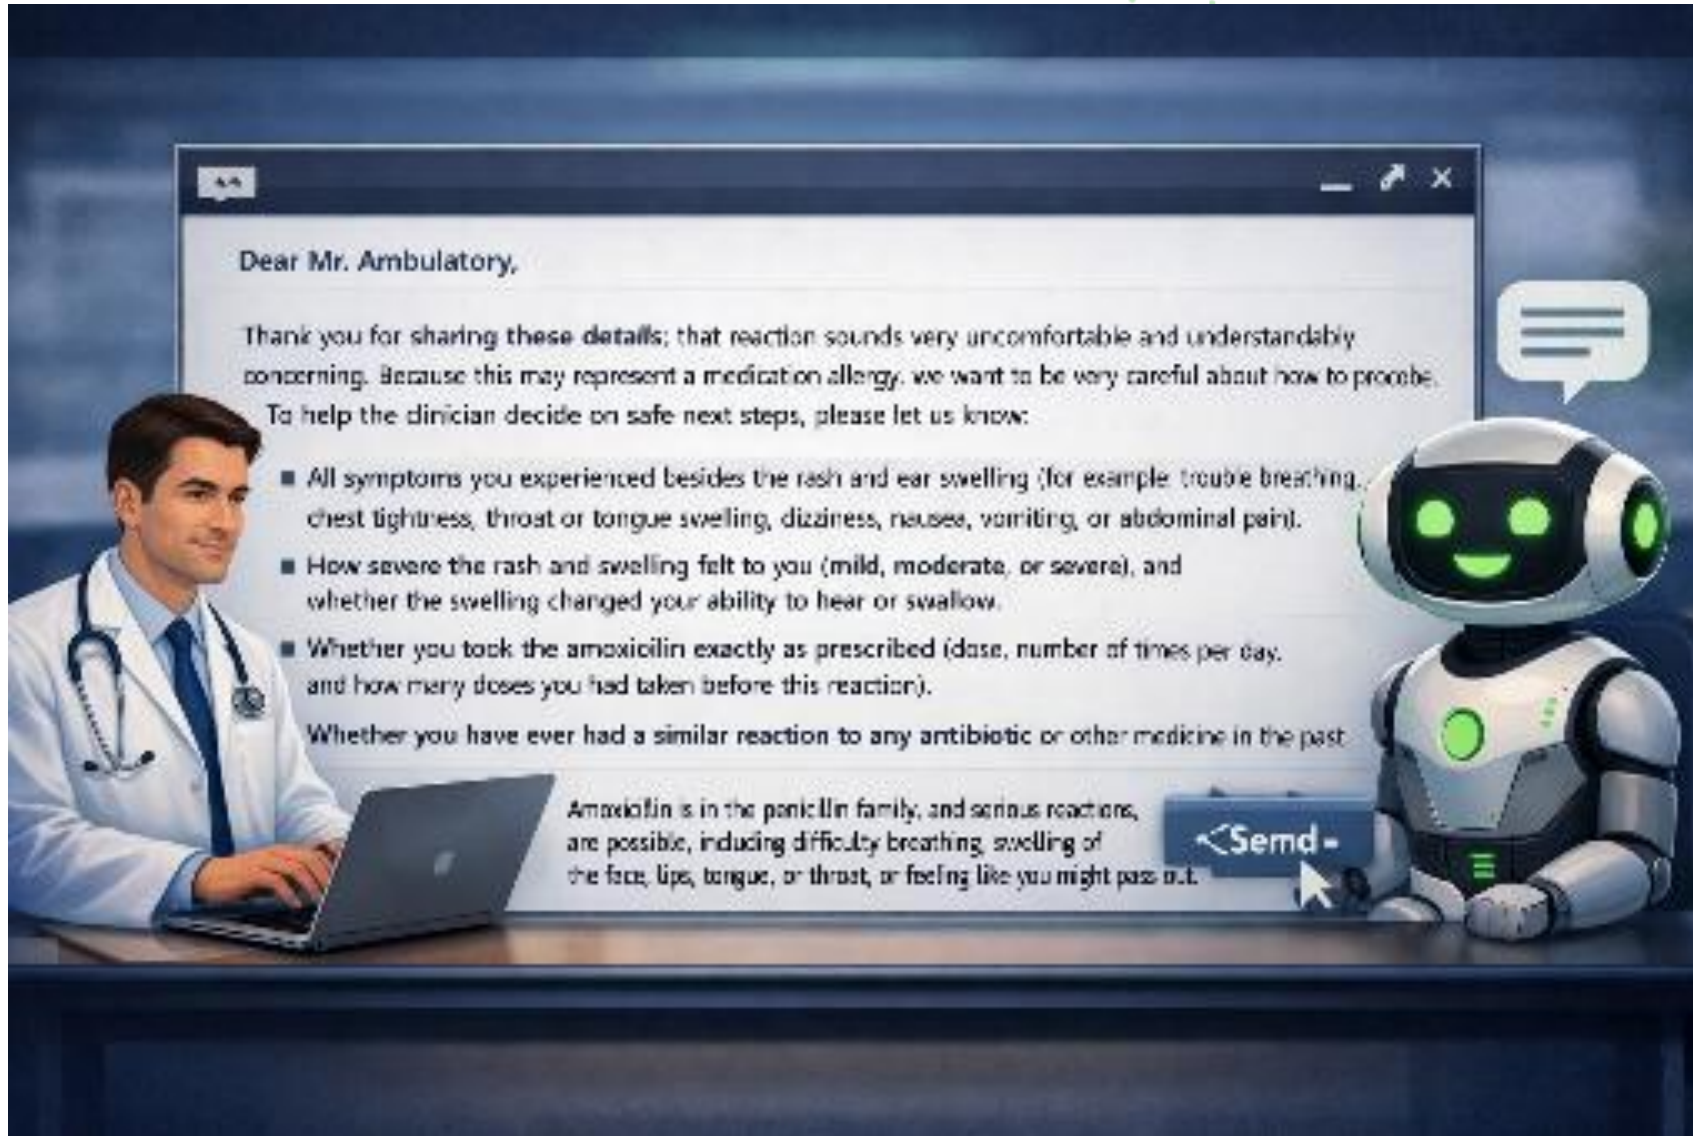 Dear Mr. Ambulatory,
Thank you for sharing these details; that reaction sounds very uncomfortable and understandably
concerning. Because this may represent a medication allergy, we want to be very careful about how to procobe.
To help the clinician decide on safe next steps, please let us know:
■ All symptoms you experienced besides the rash and ear swelling (for example: trouble breathing,
chest tightness, throat or tongue swelling, dizziness, nausea, vomiting, or abdominal pain).
■ How severe the rash and swelling felt to you (mild, moderate, or severe), and
whether the swelling changed your ability to hear or swallow.
■ Whether you took the amoxicilin exactly as prescribed (dose, number of times per day,
and how many doses you had taken before this reaction).
Whether you have ever had a similar reaction to any antibiotic or other medicine in the past
Amoxicillin is in the penicillin family, and serious reactions,
are possible, including difficulty breathing, swelling of
the face, lips, tongue, or throat, or feeling like you might pass out.
<Semd-